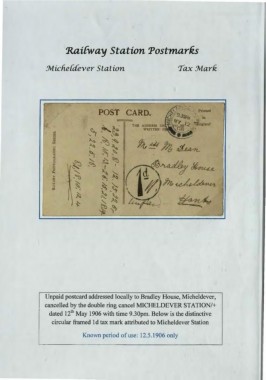 Railway Station Postmarks
Micheldever Station Tax Mark
POST CARD.
Miss M Dean
Bradley House
Micheldever
Hants
1d
Unpaid postcard addressed locally to Bradley House, Micheldever,
cancelled by the double ring cancel MICHELDEVER STATION/+
dated 12th May 1906 with time 9.30pm. Below is the distinctive
circular framed 1d tax mark attributed to Micheldever Station
Known period of use: 12.5.1906 only